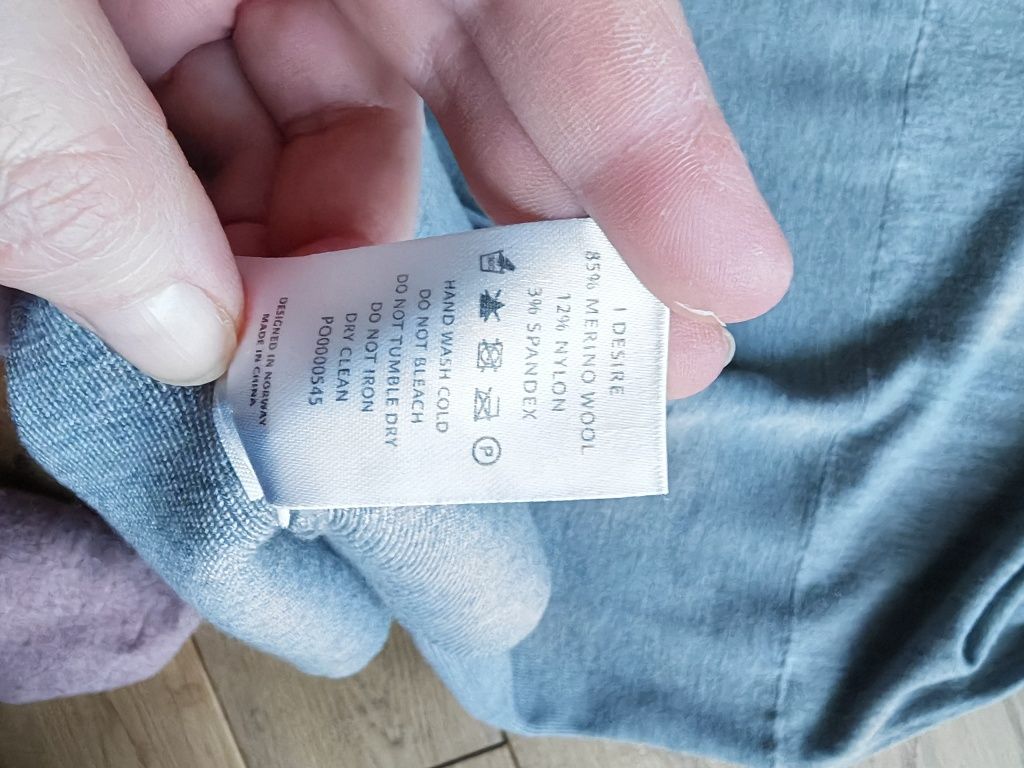 I DESIRE
85% MERINO WOOL
12% NYLON
3% SPANDEX
P
HAND WASH COLD
DO NOT BLEACH
DO NOT TUMBLE DRY
DO NOT IRON
DRY CLEAN
PO0000545
DESIGNED IN NORWAY
MADE IN CHINA